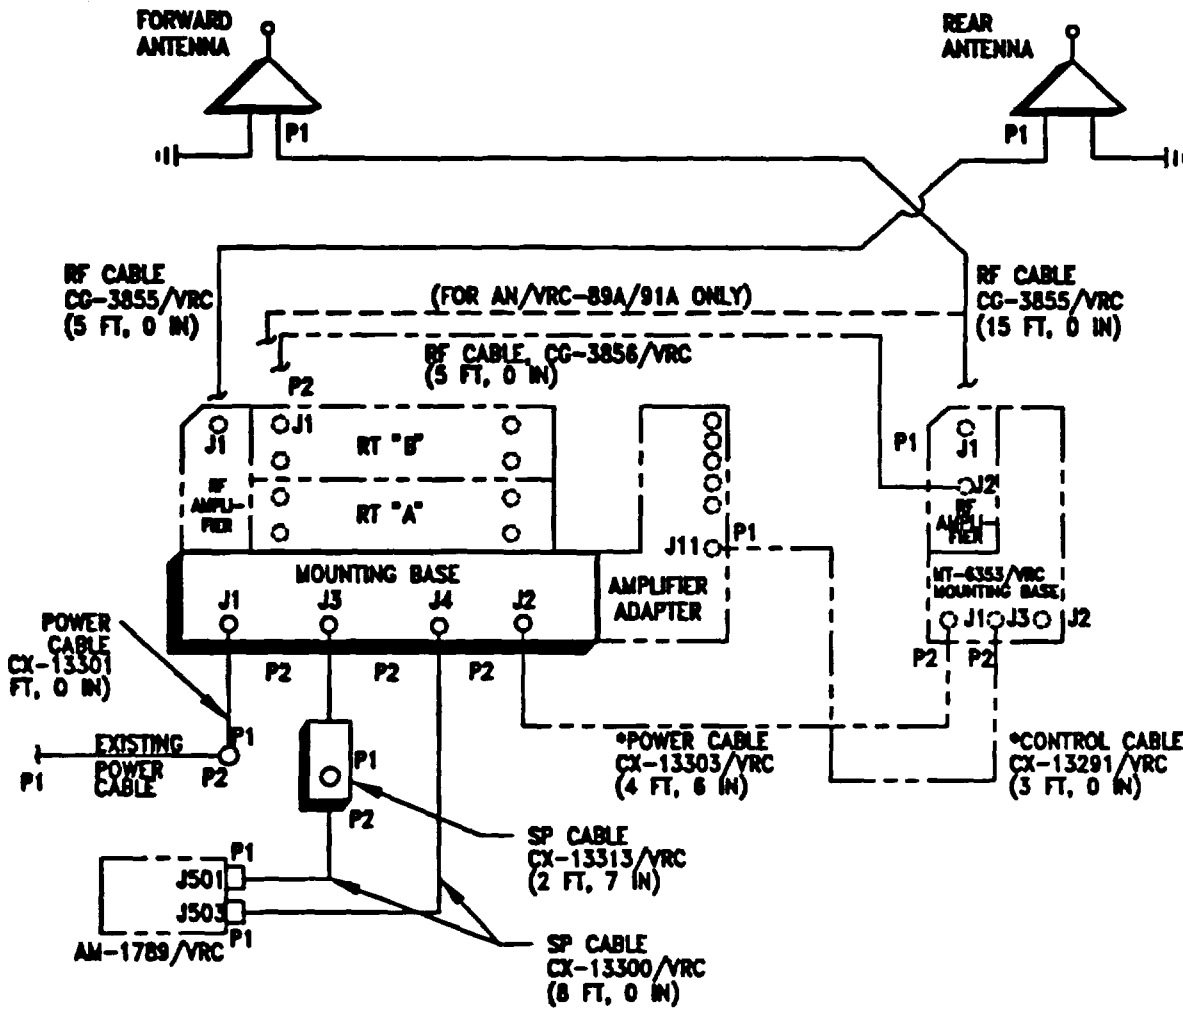 FORWARD
ANTENNA
REAR
ANTENNA
P1
P1
RF CABLE
CG-3855/VRC
(5 FT, 0 IN)
(FOR AN/VRC-89A/91A ONLY)
RF CABLE
CG-3855/VRC
(15 FT, 0 IN)
RF CABLE, CG-3856/VRC
(5 FT, 0 IN)
P2
J1
J1
RT "B"
P1
J1
RF
AMPLI-
FIER
RT "A"
J2
RF
AMPLI-
FIER
J11
P1
MOUNTING BASE
J1
J3
J4
J2
AMPLIFIER
ADAPTER
MT-6353/VRC
MOUNTING BASE
J1
J3
J2
POWER
CABLE
CX-13301
FT, 0 IN)
P2
P2
P2
P2
P2
P1
EXISTING
POWER
CABLE
P1
P2
P1
P2
*POWER CABLE
CX-13303/VRC
(4 FT, 6 IN)
*CONTROL CABLE
CX-13291/VRC
(3 FT, 0 IN)
SP CABLE
CX-13313/VRC
(2 FT, 7 IN)
P1
J501
J503
P1
AM-1789/VRC
SP CABLE
CX-13300/VRC
(8 FT, 0 IN)